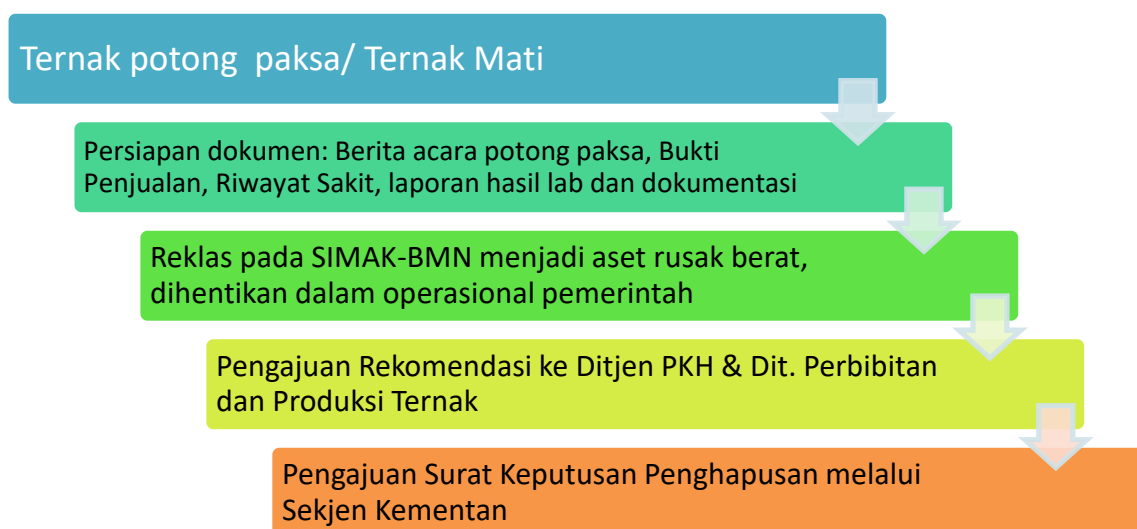 Ternak potong paksa/ Ternak Mati
Persiapan dokumen: Berita acara potong paksa, Bukti
Penjualan, Riwayat Sakit, laporan hasil lab dan dokumentasi
Reklas pada SIMAK-BMN menjadi aset rusak berat,
dihentikan dalam operasional pemerintah
Pengajuan Rekomendasi ke Ditjen PKH & Dit. Perbibitan
dan Produksi Ternak
Pengajuan Surat Keputusan Penghapusan melalui
Sekjen Kementan